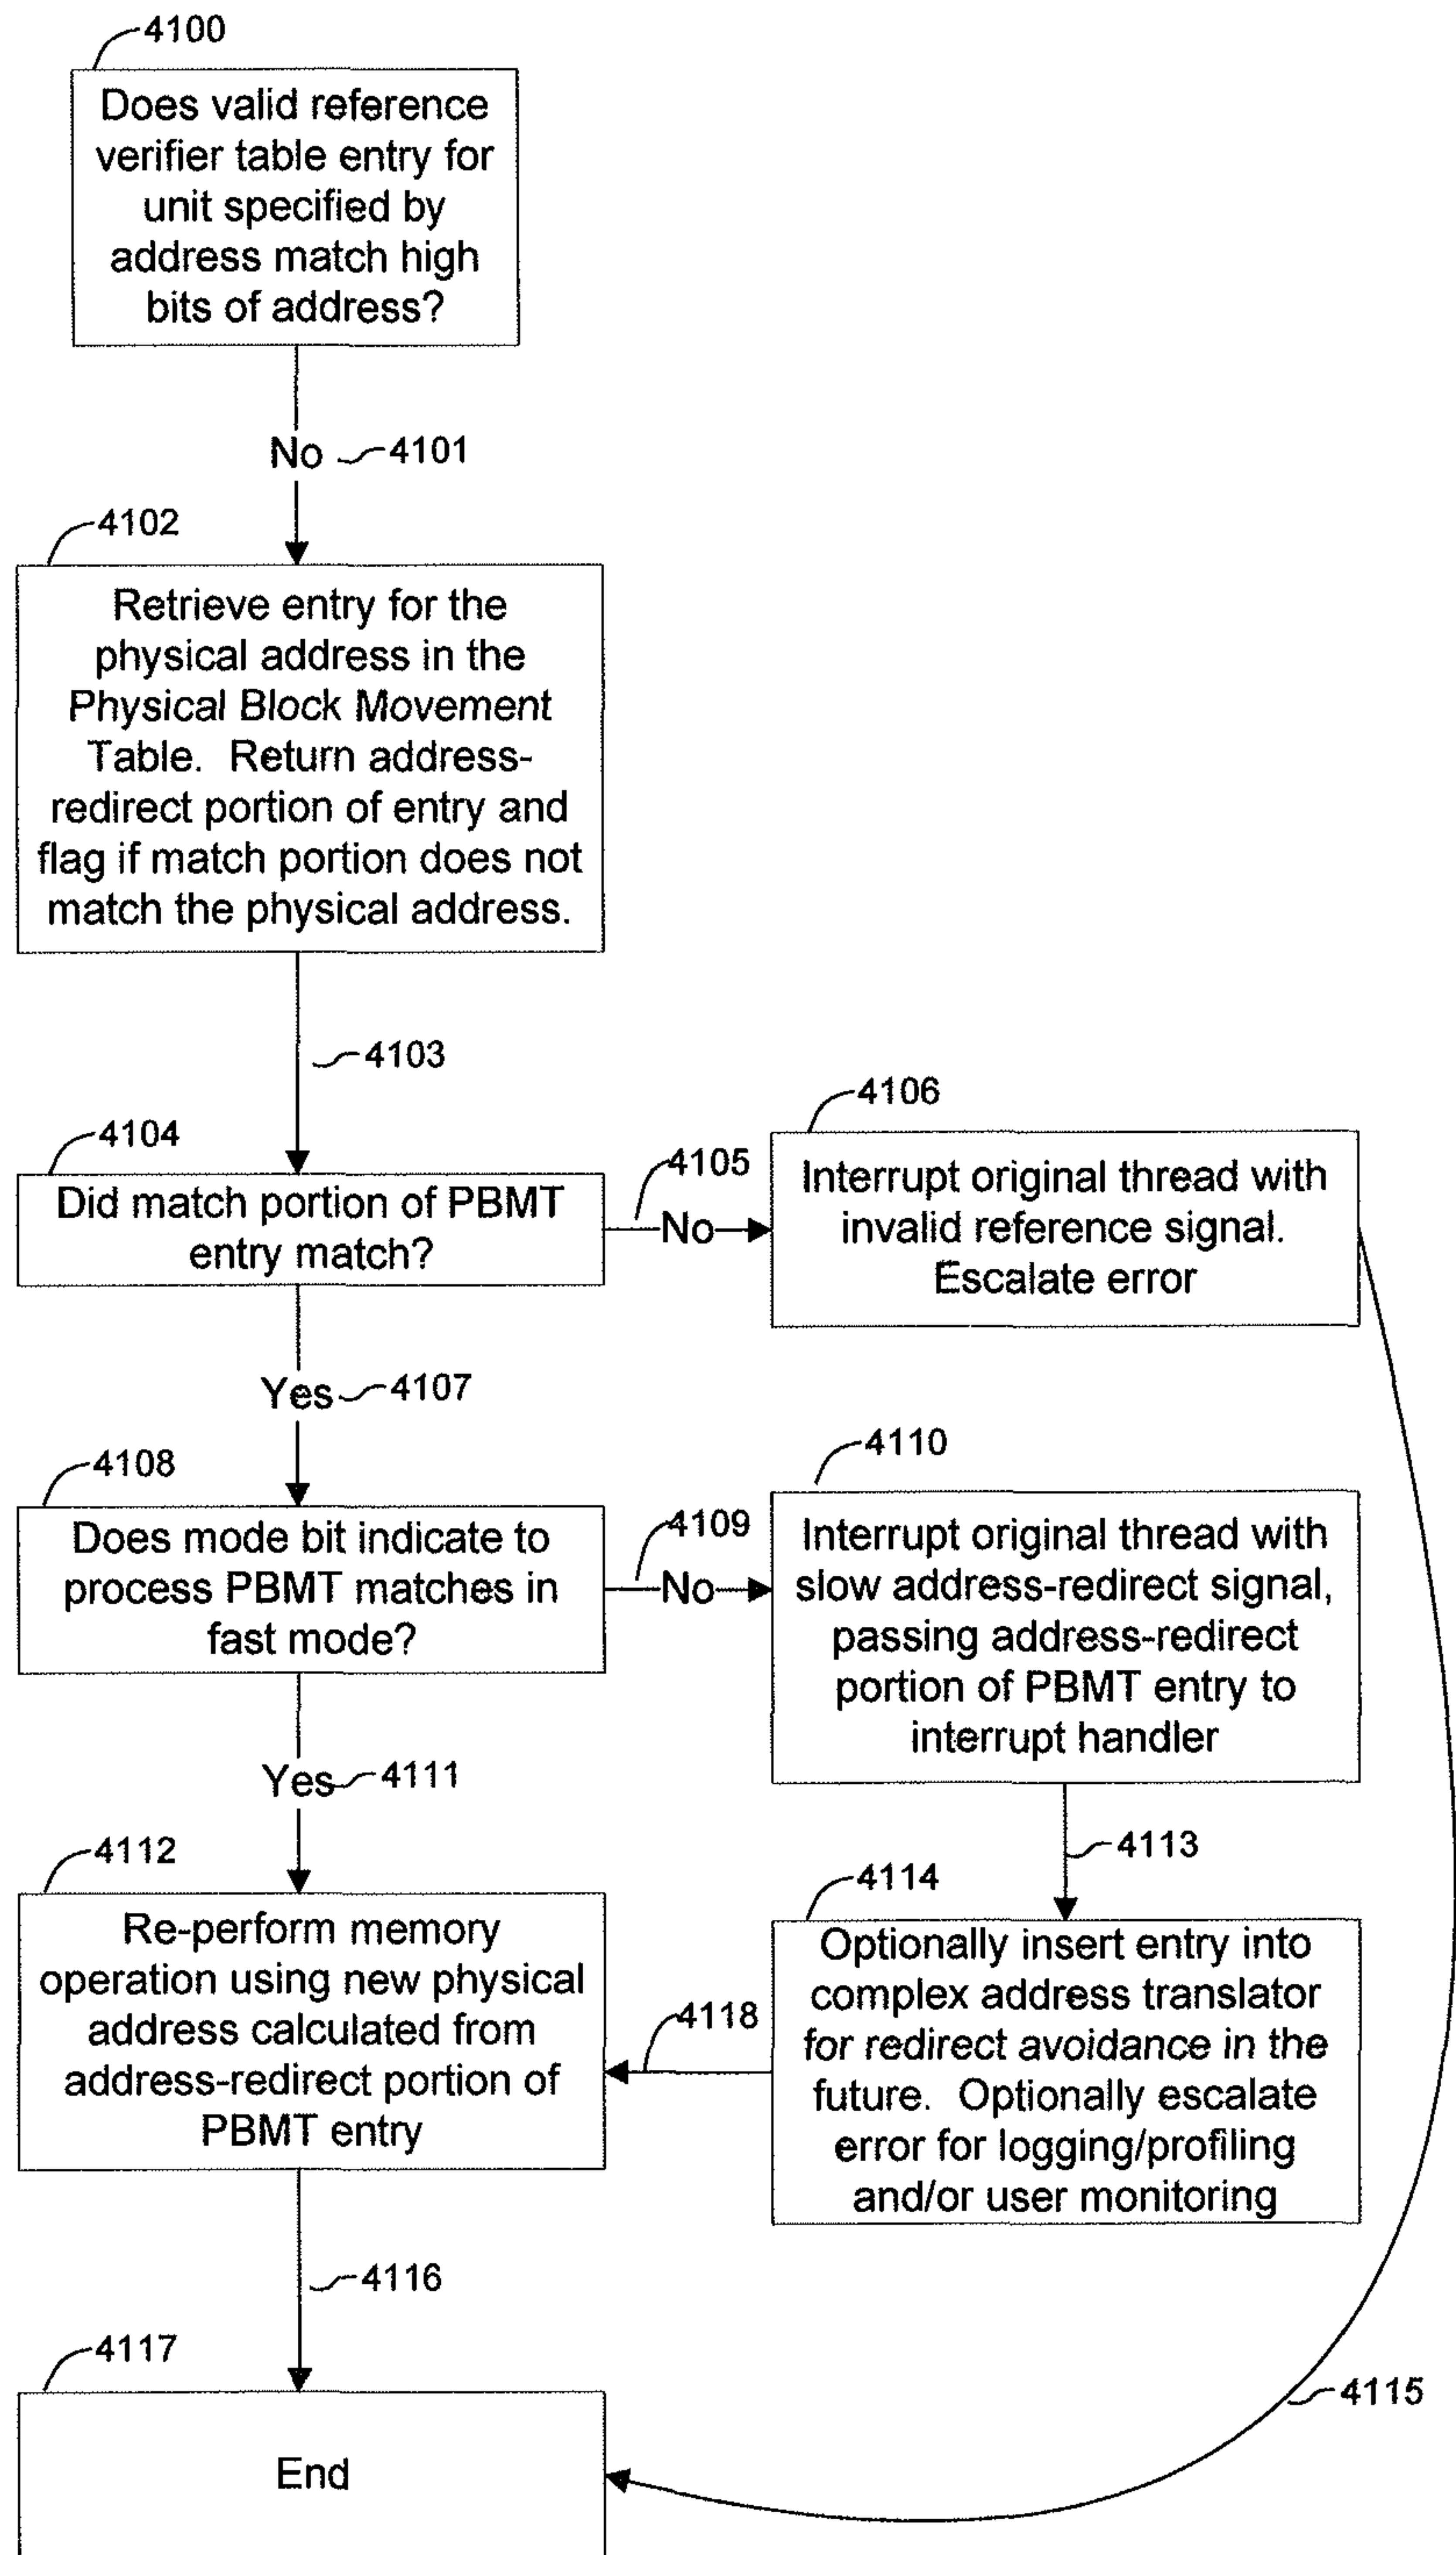 4100
Does valid reference
verifier table entry for
unit specified by
address match high
bits of address?
No
4101
4102
Retrieve entry for the
physical address in the
Physical Block Movement
Table.  Return address-
redirect portion of entry and
flag if match portion does not
match the physical address.
4103
4104
Did match portion of PBMT
entry match?
4105
No
4106
Interrupt original thread with
invalid reference signal.
Escalate error
Yes
4107
4108
Does mode bit indicate to
process PBMT matches in
fast mode?
4109
No
4110
Interrupt original thread with
slow address-redirect signal,
passing address-redirect
portion of PBMT entry to
interrupt handler
Yes
4111
4113
4112
Re-perform memory
operation using new physical
address calculated from
address-redirect portion of
PBMT entry
4114
Optionally insert entry into
complex address translator
for redirect avoidance in the
future.  Optionally escalate
error for logging/profiling
and/or user monitoring
4118
4116
4115
4117
End